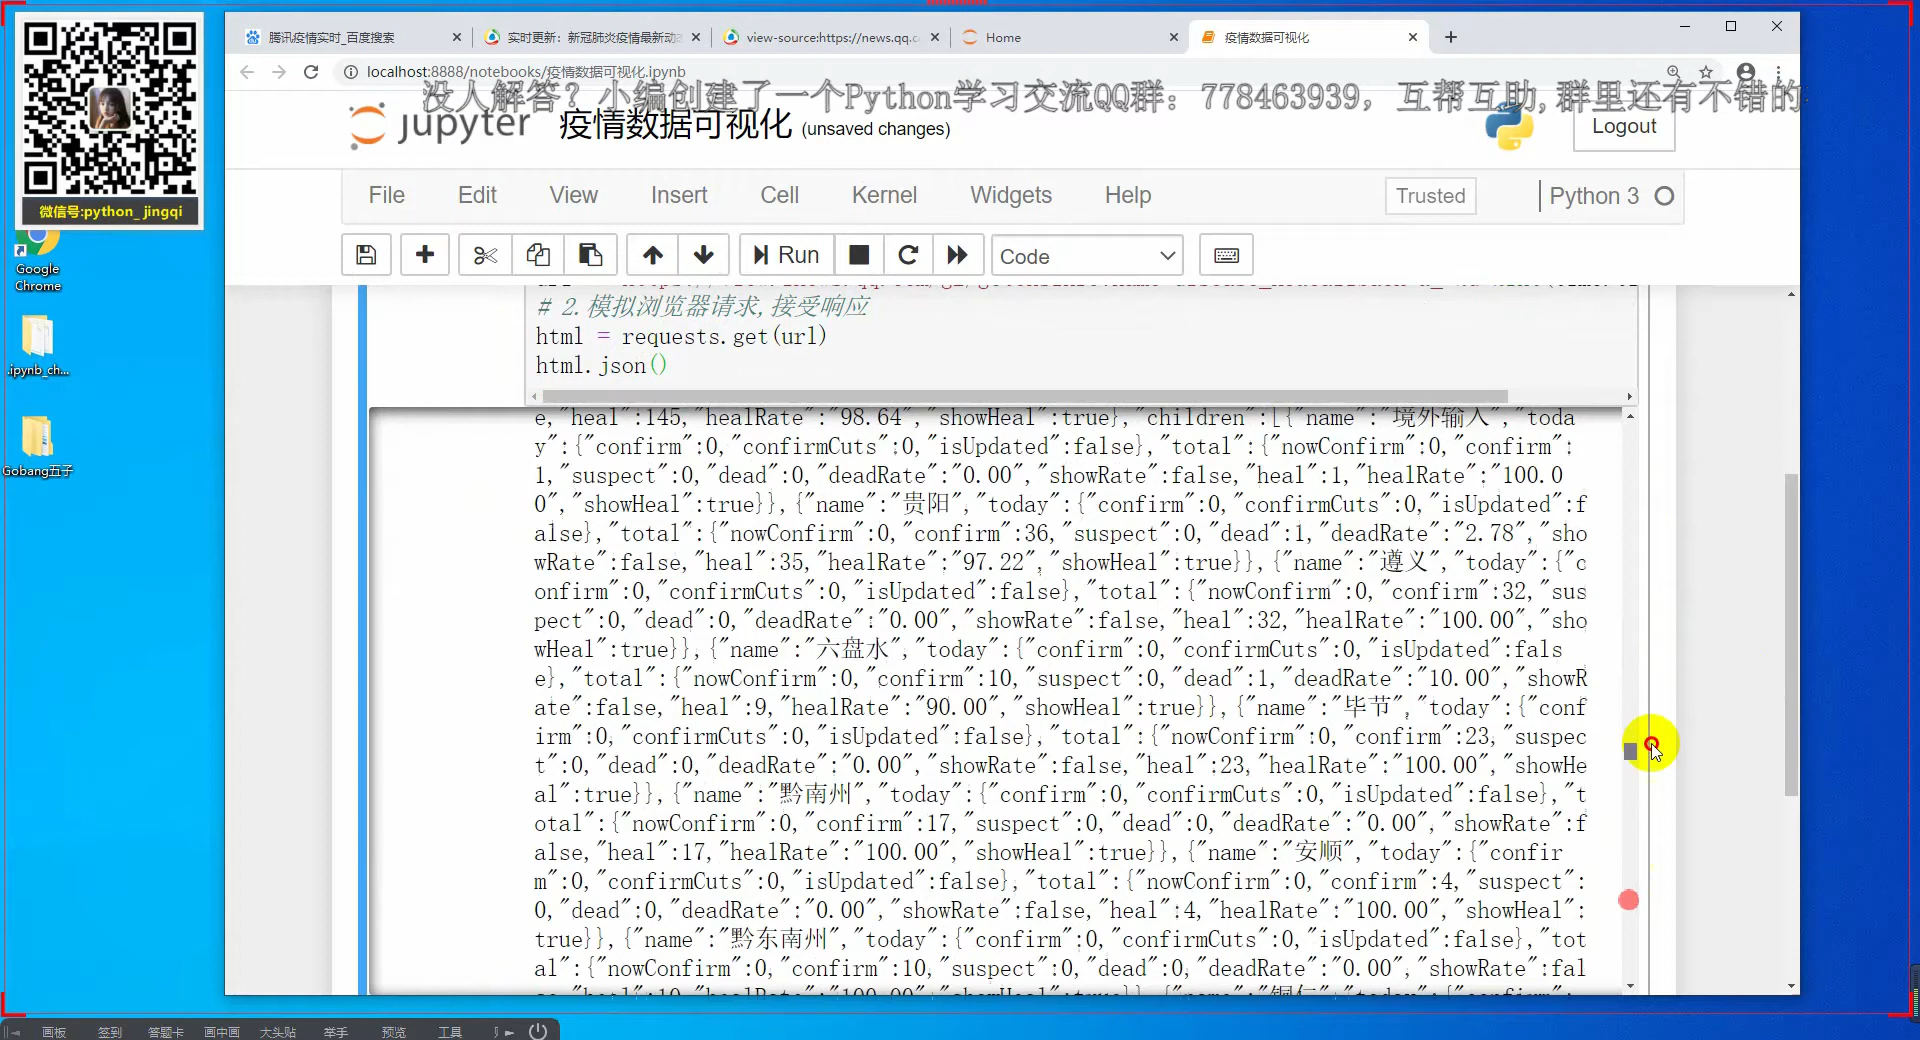 腾讯疫情实时_百度搜索
实时更新：新冠肺炎疫情最新动态
view-source:https://news.qq.c
Home
疫情数据可视化
localhost:8888/notebooks/疫情数据可视化.ipynb
没人解答？小编创建了一个Python学习交流QQ群：778463939，互帮互助,群里还有不错的
jupyter 疫情数据可视化 (unsaved changes)
Logout
File Edit View Insert Cell Kernel Widgets Help
Trusted
Python 3
Run
Code
微信号:python_jingqi
Google
Chrome
.ipynb_ch...
Gobang五子
# 2.模拟浏览器请求,接受响应
html = requests.get(url)
html.json()
e,"heal":145,"healRate":"98.64","showHeal":true},"children":[{"name":"境外输入","toda
y":{"confirm":0,"confirmCuts":0,"isUpdated":false},"total":{"nowConfirm":0,"confirm":
1,"suspect":0,"dead":0,"deadRate":"0.00","showRate":false,"heal":1,"healRate":"100.0
0","showHeal":true}},{"name":"贵阳","today":{"confirm":0,"confirmCuts":0,"isUpdated":f
alse},"total":{"nowConfirm":0,"confirm":36,"suspect":0,"dead":1,"deadRate":"2.78","sho
wRate":false,"heal":35,"healRate":"97.22","showHeal":true}},{"name":"遵义","today":{"c
onfirm":0,"confirmCuts":0,"isUpdated":false},"total":{"nowConfirm":0,"confirm":32,"sus
pect":0,"dead":0,"deadRate":"0.00","showRate":false,"heal":32,"healRate":"100.00","sho
wHeal":true}},{"name":"六盘水","today":{"confirm":0,"confirmCuts":0,"isUpdated":fals
e},"total":{"nowConfirm":0,"confirm":10,"suspect":0,"dead":1,"deadRate":"10.00","showR
ate":false,"heal":9,"healRate":"90.00","showHeal":true}},{"name":"毕节","today":{"conf
irm":0,"confirmCuts":0,"isUpdated":false},"total":{"nowConfirm":0,"confirm":23,"suspec
t":0,"dead":0,"deadRate":"0.00","showRate":false,"heal":23,"healRate":"100.00","showHe
al":true}},{"name":"黔南州","today":{"confirm":0,"confirmCuts":0,"isUpdated":false},"t
otal":{"nowConfirm":0,"confirm":17,"suspect":0,"dead":0,"deadRate":"0.00","showRate":f
alse,"heal":17,"healRate":"100.00","showHeal":true}},{"name":"安顺","today":{"confir
m":0,"confirmCuts":0,"isUpdated":false},"total":{"nowConfirm":0,"confirm":4,"suspect":
0,"dead":0,"deadRate":"0.00","showRate":false,"heal":4,"healRate":"100.00","showHeal":
true}},{"name":"黔东南州","today":{"confirm":0,"confirmCuts":0,"isUpdated":false},"tot
al":{"nowConfirm":0,"confirm":10,"suspect":0,"dead":0,"deadRate":"0.00","showRate":fal
画板 签到 答题卡 画中画 大头贴 举手 预览 工具